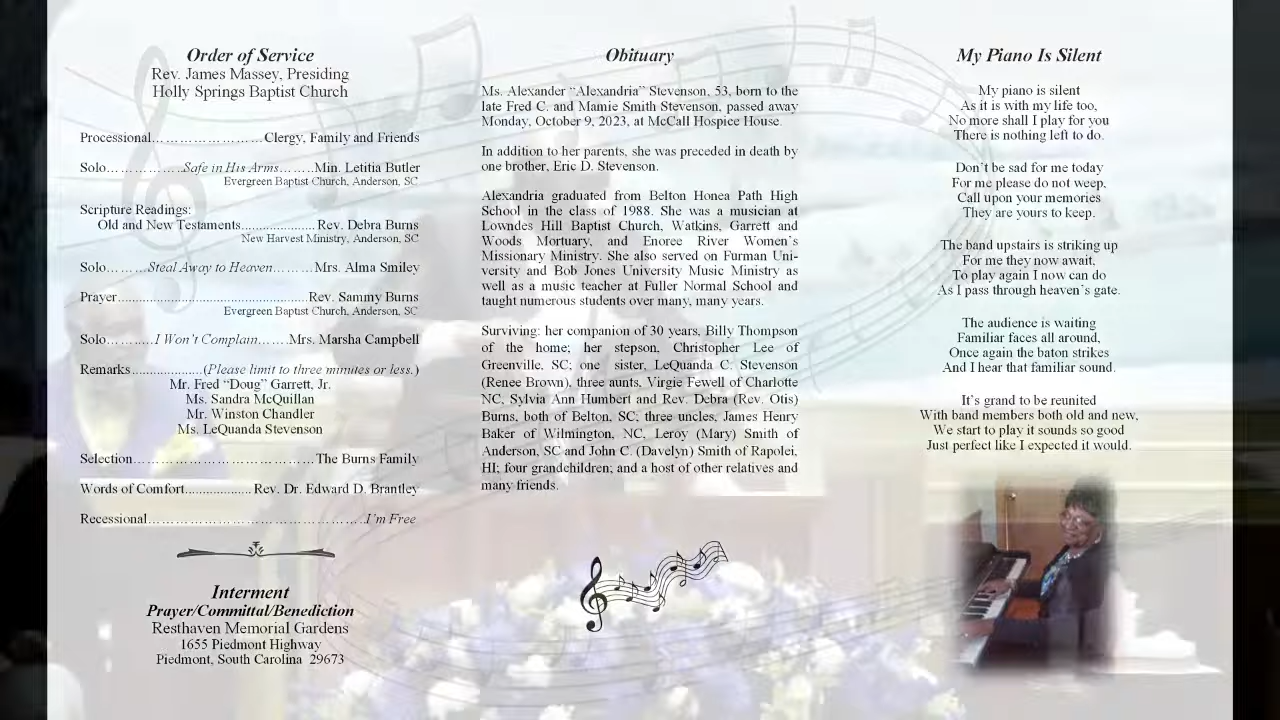 Order of Service
Rev. James Massey, Presiding
Holly Springs Baptist Church
Processional……………………Clergy, Family and Friends
Solo……………..Safe in His Arms……..Min. Letitia Butler
Evergreen Baptist Church, Anderson, SC
Scripture Readings:
Old and New Testaments.....................Rev. Debra Burns
New Harvest Ministry, Anderson, SC
Solo………Steal Away to Heaven………Mrs. Alma Smiley
Prayer.........................................................Rev. Sammy Burns
Evergreen Baptist Church, Anderson, SC
Solo……….I Won't Complain…….Mrs. Marsha Campbell
Remarks.....................(Please limit to three minutes or less.)
Mr. Fred “Doug” Garrett, Jr.
Ms. Sandra McQuillan
Mr. Winston Chandler
Ms. LeQuanda Stevenson
Selection………………………………….The Burns Family
Words of Comfort.................... Rev. Dr. Edward D. Brantley
Recessional…………………………………………..I'm Free
Interment
Prayer/Committal/Benediction
Resthaven Memorial Gardens
1655 Piedmont Highway
Piedmont, South Carolina 29673
Obituary
Ms. Alexander “Alexandria” Stevenson, 53, born to the
late Fred C. and Mamie Smith Stevenson, passed away
Monday, October 9, 2023, at McCall Hospice House.
In addition to her parents, she was preceded in death by
one brother, Eric D. Stevenson.
Alexandria graduated from Belton Honea Path High
School in the class of 1988. She was a musician at
Lowndes Hill Baptist Church, Watkins, Garrett and
Woods Mortuary, and Enoree River Women's
Missionary Ministry. She also served on Furman Uni-
versity and Bob Jones University Music Ministry as
well as a music teacher at Fuller Normal School and
taught numerous students over many, many years.
Surviving: her companion of 30 years, Billy Thompson
of the home; her stepson, Christopher Lee of
Greenville, SC; one sister, LeQuanda C. Stevenson
(Renee Brown), three aunts, Virgie Fewell of Charlotte
NC, Sylvia Ann Humbert and Rev. Debra (Rev. Otis)
Burns, both of Belton, SC; three uncles, James Henry
Baker of Wilmington, NC, Leroy (Mary) Smith of
Anderson, SC and John C. (Davelyn) Smith of Rapolei,
HI; four grandchildren; and a host of other relatives and
many friends.
My Piano Is Silent
My piano is silent
As it is with my life too,
No more shall I play for you
There is nothing left to do.
Don't be sad for me today
For me please do not weep,
Call upon your memories
They are yours to keep.
The band upstairs is striking up
For me they now await,
To play again I now can do
As I pass through heaven's gate.
The audience is waiting
Familiar faces all around,
Once again the baton strikes
And I hear that familiar sound.
It's grand to be reunited
With band members both old and new,
We start to play it sounds so good
Just perfect like I expected it would.